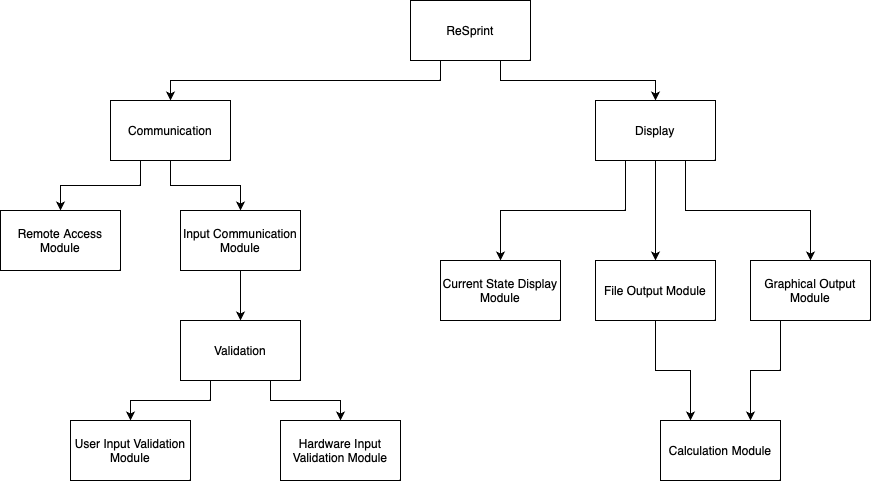 ReSprint
Communication
Display
Remote Access
Module
Input Communication
Module
Current State Display
Module
File Output Module
Graphical Output
Module
Validation
User Input Validation
Module
Hardware Input
Validation Module
Calculation Module